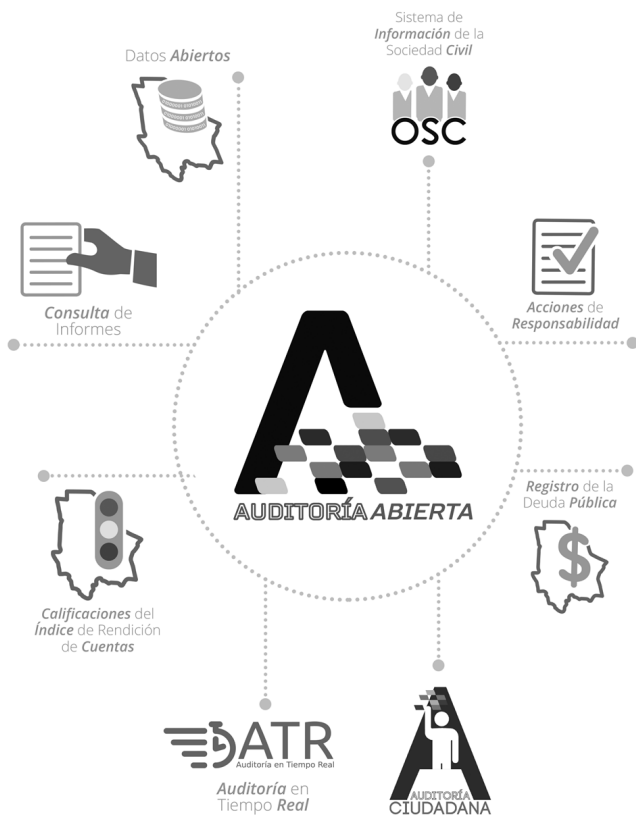 Sistema de
Información de la
Sociedad Civil
OSC
Datos Abiertos
Consulta de
Informes
Acciones de
Responsabilidad
AUDITORÍA ABIERTA
Registro de la
Deuda Pública
$
Calificaciones del
Índice de Rendición
de Cuentas
ATR
Auditoría en Tiempo Real
Auditoría en
Tiempo Real
AUDITORÍA
CIUDADANA